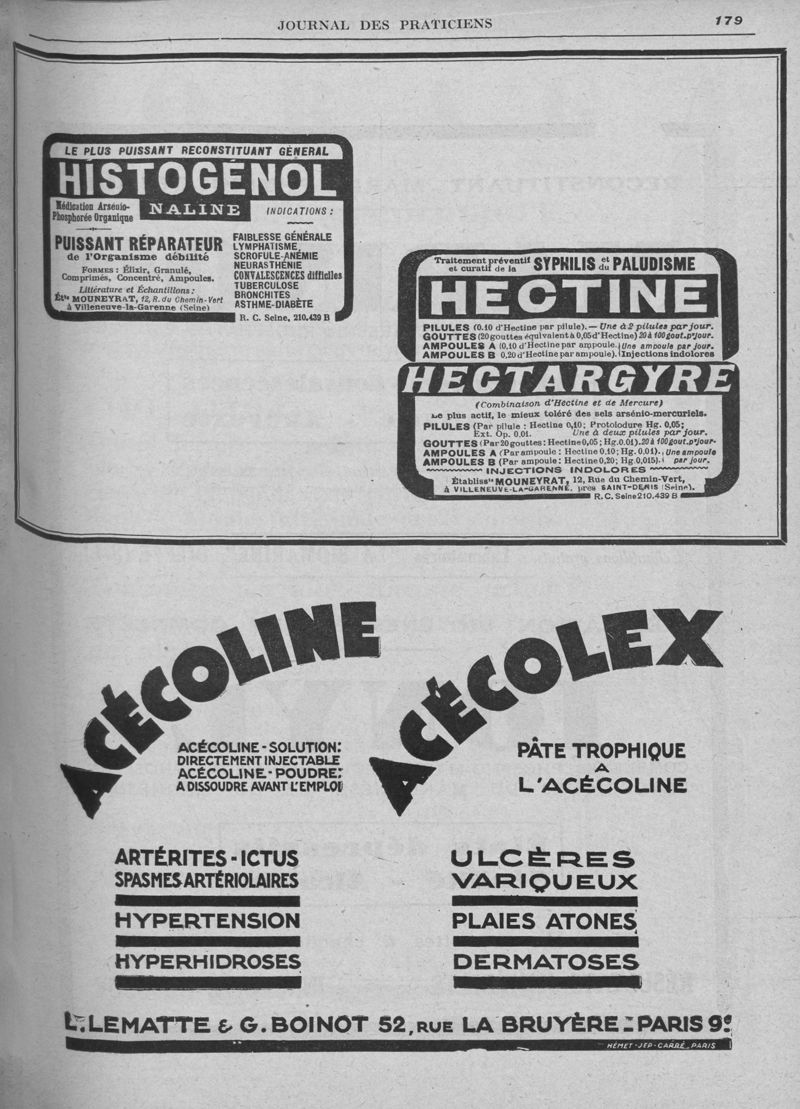 JOURNAL DES PRATICIENS
179
LE PLUS PUISSANT RECONSTITUANT GÉNÉRAL
HISTOGÉNOL
Médication Arsénio-
Phosphorée Organique
NALINE
INDICATIONS :
PUISSANT RÉPARATEUR
de l'Organisme débilité
FORMES : Élixir, Granulé,
Comprimés, Concentré, Ampoules.
Littérature et Échantillons :
Éts MOUNEYRAT, 12, R. du Chemin-Vert
à Villeneuve-la-Garenne (Seine)
FAIBLESSE GÉNÉRALE
LYMPHATISME
SCROFULE-ANÉMIE
NEURASTHÉNIE
CONVALESCENCES difficiles
TUBERCULOSE
BRONCHITES
ASTHME-DIABÈTE
R. C. Seine, 210.439 B
Traitement préventif
et curatif de la SYPHILIS et du PALUDISME
HECTINE
PILULES (0.10 d'Hectine par pilule). — Une à 2 pilules par jour.
GOUTTES (20 gouttes équivalent à 0,05 d'Hectine) 20 à 100 gout. p' jour.
AMPOULES A (0,10 d'Hectine par ampoule.) Une ampoule par jour.
AMPOULES B 0,20 d'Hectine par ampoule). Injections indolores
HECTARGYRE
(Combinaison d'Hectine et de Mercure)
Le plus actif, le mieux toléré des sels arsénio-mercuriels.
PILULES (Par pilule : Hectine 0,10; Protoiodure Hg. 0,05;
Ext. Op. 0,01. Une à deux pilules par jour.
GOUTTES (Par 20 gouttes: Hectine 0,05; Hg. 0.01). 20 à 100 gout. p' jour.
AMPOULES A (Par ampoule : Hectine 0.10; Hg. 0.01). Une ampoule
AMPOULES B (Par ampoule: Hectine 0,20; Hg. 0,015). par jour.
INJECTIONS INDOLORES
Établissts MOUNEYRAT, 12, Rue du Chemin-Vert,
à VILLENEUVE-LA-GARENNE, près SAINT-DENIS (Seine).
R. C. Seine 210.439 B
ACÉCOLINE
ACÉCOLINE - SOLUTION:
DIRECTEMENT INJECTABLE
ACÉCOLINE - POUDRE:
A DISSOUDRE AVANT L'EMPLOI
ARTÉRITES - ICTUS
SPASMES ARTÉRIOLAIRES
HYPERTENSION
HYPERHIDROSES
ACÉCOLEX
PÂTE TROPHIQUE
A
L'ACÉCOLINE
ULCÈRES
VARIQUEUX
PLAIES ATONES
DERMATOSES
L. LEMATTE & G. BOINOT 52, RUE LA BRUYÈRE - PARIS 9e
HÉMET-JEP-CARRÉ, PARIS